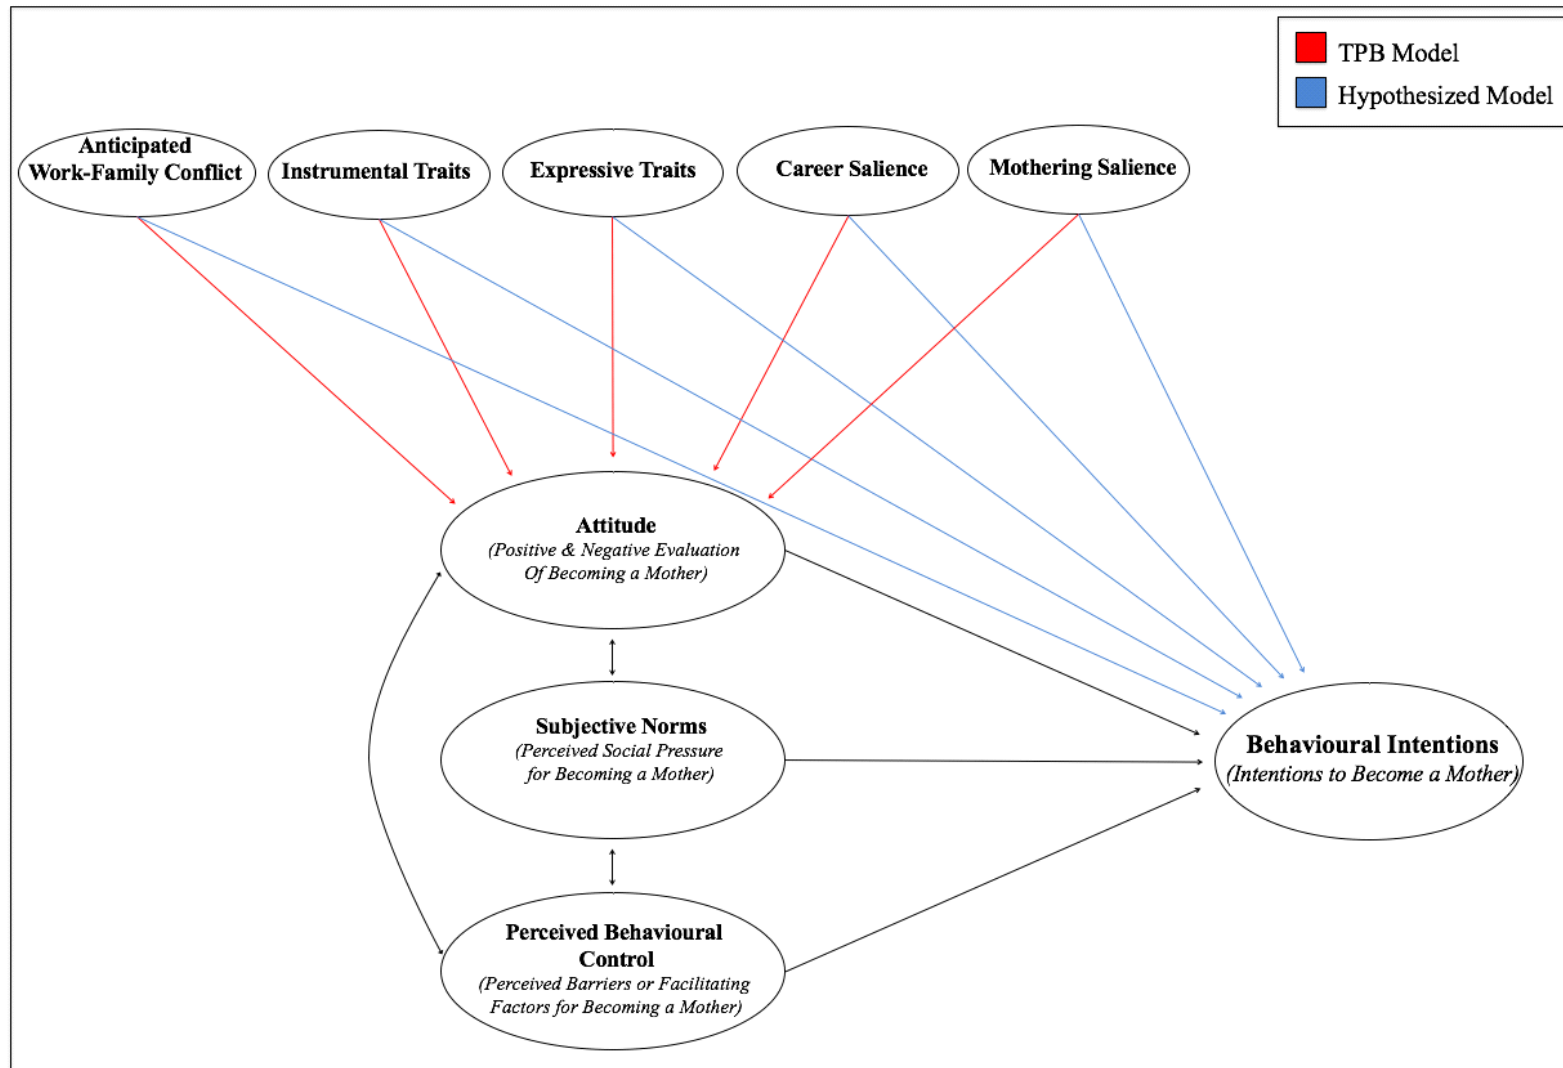 TPB Model
Hypothesized Model
Anticipated
Work-Family Conflict
Instrumental Traits
Expressive Traits
Career Salience
Mothering Salience
Attitude
(Positive & Negative Evaluation
Of Becoming a Mother)
Subjective Norms
(Perceived Social Pressure
for Becoming a Mother)
Behavioural Intentions
(Intentions to Become a Mother)
Perceived Behavioural
Control
(Perceived Barriers or Facilitating
Factors for Becoming a Mother)